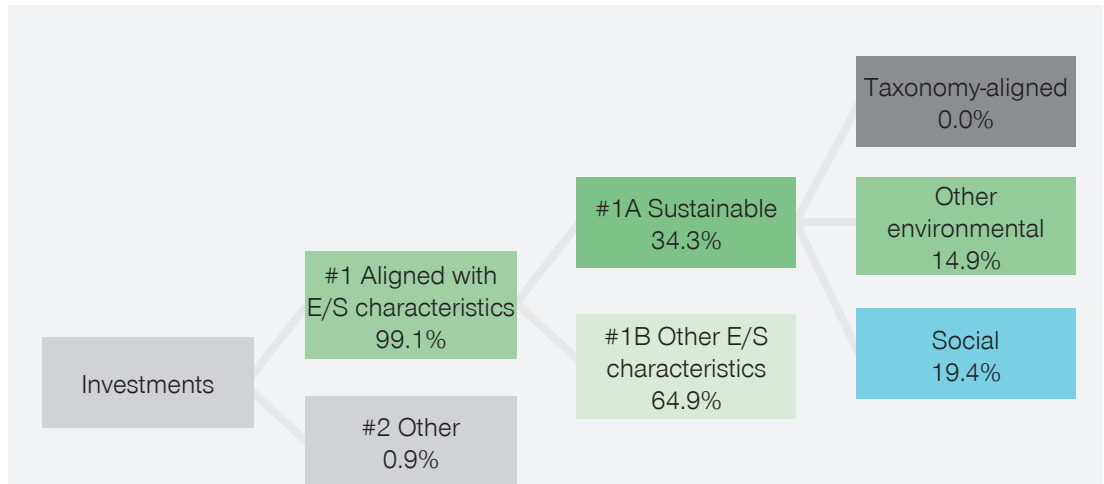 Investments
#1 Aligned with
E/S characteristics
99.1%
#2 Other
0.9%
#1A Sustainable
34.3%
#1B Other E/S
characteristics
64.9%
Taxonomy-aligned
0.0%
Other
environmental
14.9%
Social
19.4%